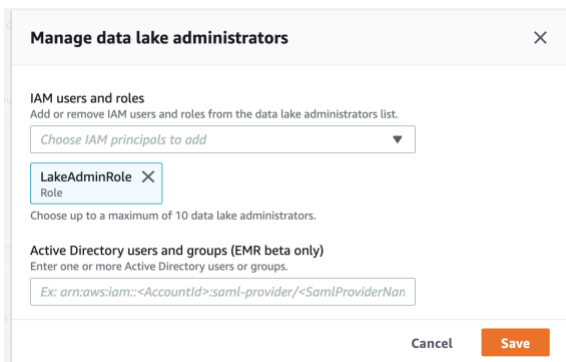 Manage data lake administrators
IAM users and roles
Add or remove IAM users and roles from the data lake administrators list.
Choose IAM principals to add
LakeAdminRole
Role
Choose up to a maximum of 10 data lake administrators.
Active Directory users and groups (EMR beta only)
Enter one or more Active Directory users or groups.
Ex: arn:aws:iam::<AccountId>:saml-provider/<SamlProviderNan
Cancel Save